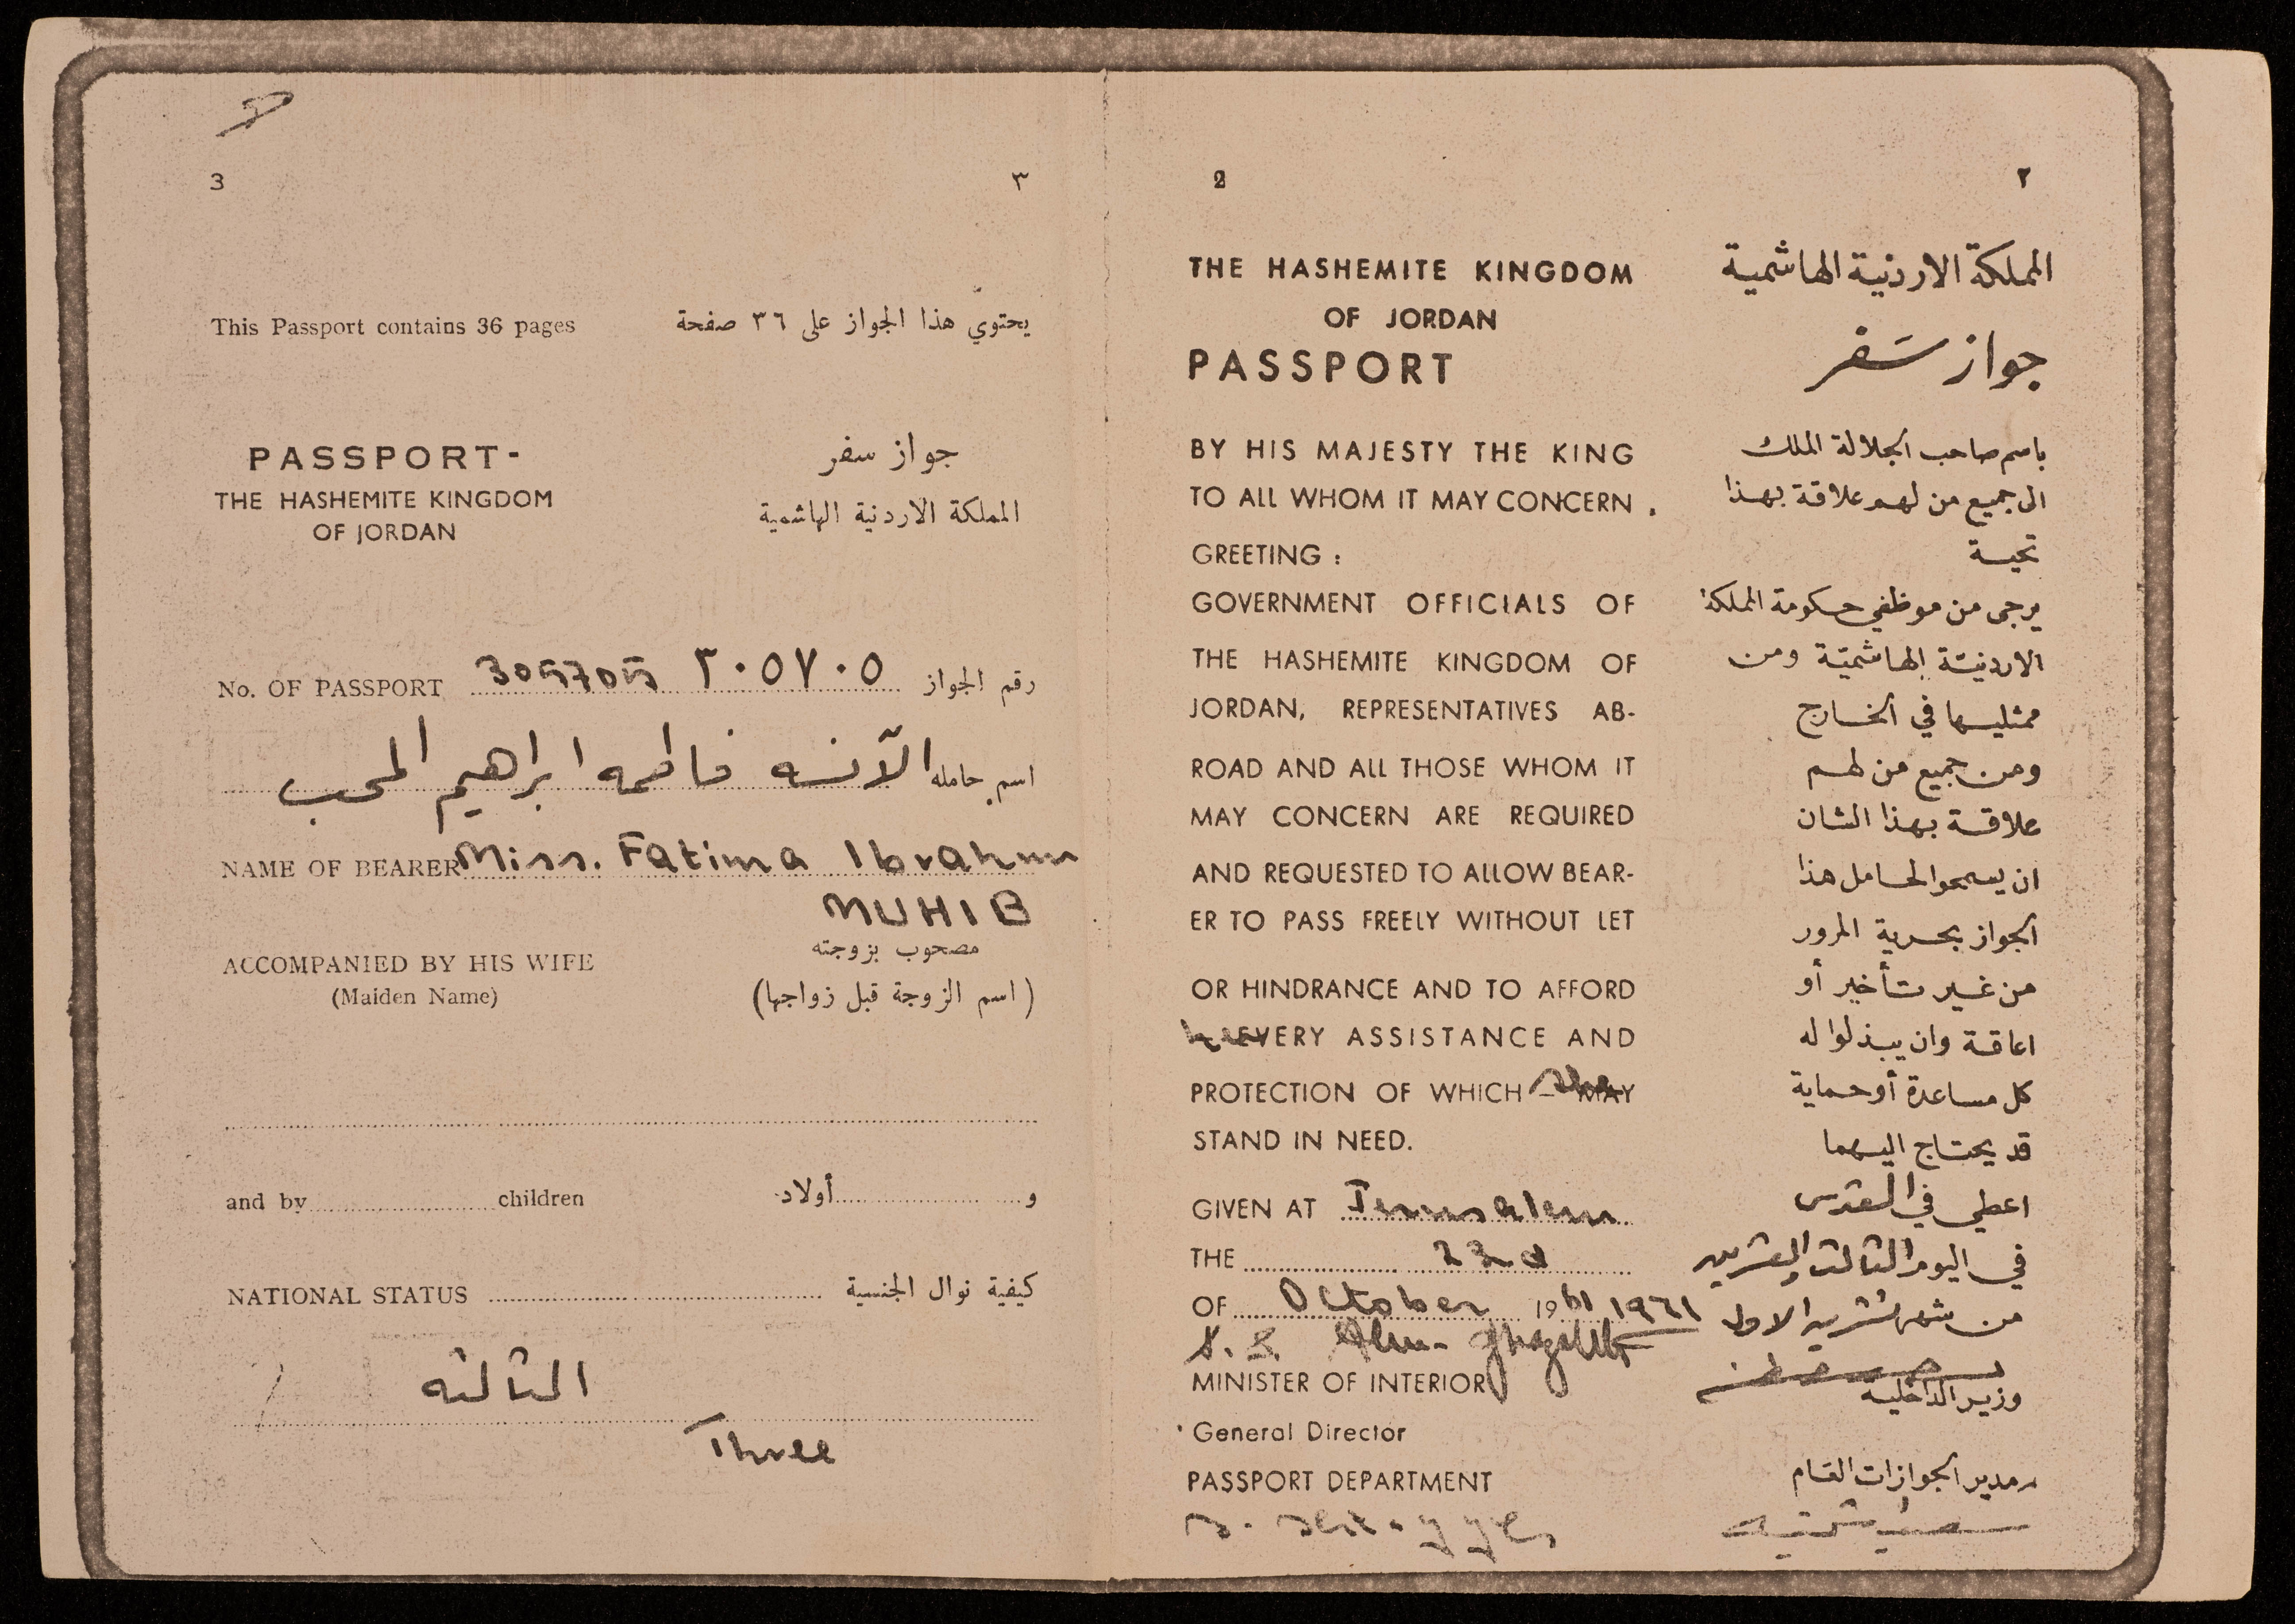 3 ٣
This Passport contains 36 pages يحتوي هذا الجواز على ٣٦ صفحة
PASSPORT- جواز سفر
THE HASHEMITE KINGDOM المملكة الاردنية الهاشمية
OF JORDAN
No. OF PASSPORT 305705 ٣٠٥٧٠٥ رقم الجواز
اسم حامله الآنسه فاطمه ابراهيم المحب
NAME OF BEARER Miss. Fatima Ibrahim
MUHIB
ACCOMPANIED BY HIS WIFE مصحوب بزوجته
(Maiden Name) (اسم الزوجة قبل زواجها)
and by children و أولاد
NATIONAL STATUS كيفية نوال الجنسية
الثالثه
Three
2 ٢
THE HASHEMITE KINGDOM المملكة الاردنية الهاشمية
OF JORDAN
PASSPORT جواز سَفر
BY HIS MAJESTY THE KING باسم صاحب الجلالة الملك
TO ALL WHOM IT MAY CONCERN . الى جميع من لهم علاقة بهذا
GREETING : تحية
GOVERNMENT OFFICIALS OF يرجى من موظفي حكومة المملكة
THE HASHEMITE KINGDOM OF الاردنيّة الهاشميّة ومن
JORDAN, REPRESENTATIVES AB- ممثليها في الخارج
ROAD AND ALL THOSE WHOM IT ومن جميع من لهم
MAY CONCERN ARE REQUIRED علاقة بهذا الشان
AND REQUESTED TO ALLOW BEAR- ان يسمحوا لحامل هذا
ER TO PASS FREELY WITHOUT LET الجواز بحرية المرور
OR HINDRANCE AND TO AFFORD من غير تأخير أو
her EVERY ASSISTANCE AND اعاقة وان يبذلوا له
PROTECTION OF WHICH she MAY كل مساعدة أو حماية
STAND IN NEED. قد يحتاج اليهما
GIVEN AT Jerusalem اعطي في القدس
THE 23d في اليوم الثالث والعشرين
OF October 1961 ١٩٦١ من شهر تشرين الاول
MINISTER OF INTERIOR وزير الداخلية
General Director
PASSPORT DEPARTMENT مدير الجوازات العام